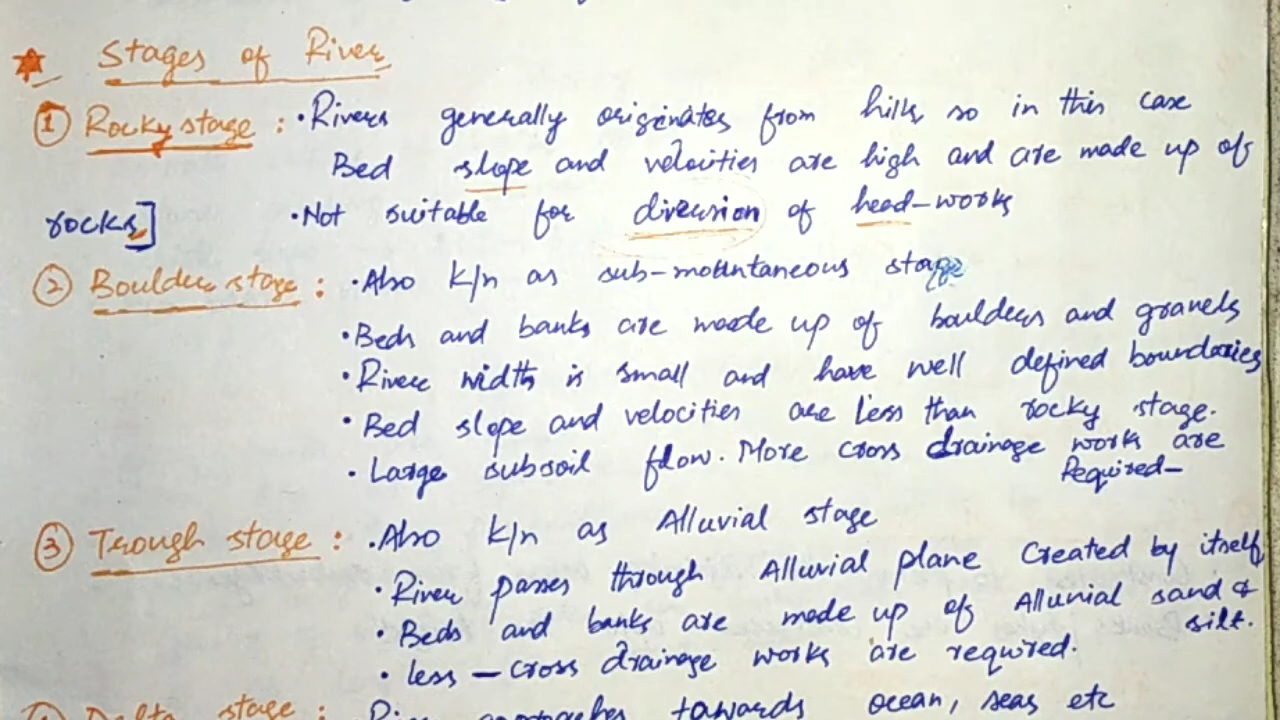 Stages of River
① Rocky stage : • Rivers generally originates from hills, so in this case
Bed slope and velocities are high and are made up of
rocks] • Not suitable for diversion of head-works
② Boulder stage : • Also k/n as sub-mountaneous stage
• Beds and banks are made up of boulders and gravels
• River width is small and have well defined boundaries
• Bed slope and velocities are less than rocky stage.
• Large subsoil flow. More cross drainage works are
Required-
③ Trough stage : • Also k/n as Alluvial stage
• River passes through Alluvial plane Created by itself
• Beds and banks are made up of Alluvial sand &
silt.
• less - cross drainage works are required.
Delta stage : River approaches towards ocean, seas etc